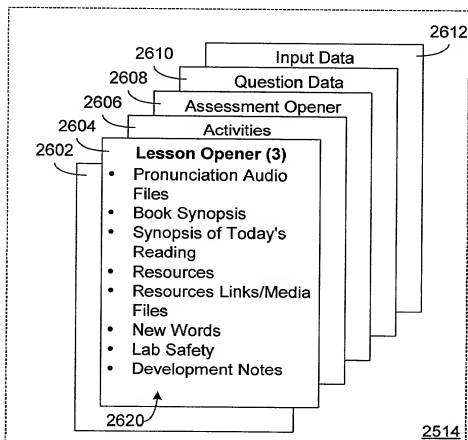 2612
Input Data
2610
Question Data
2608
Assessment Opener
2606
Activities
2604
Lesson Opener (3)
2602
• Pronunciation Audio
Files
• Book Synopsis
• Synopsis of Today's
Reading
• Resources
• Resources Links/Media
Files
• New Words
• Lab Safety
• Development Notes
2620
2514